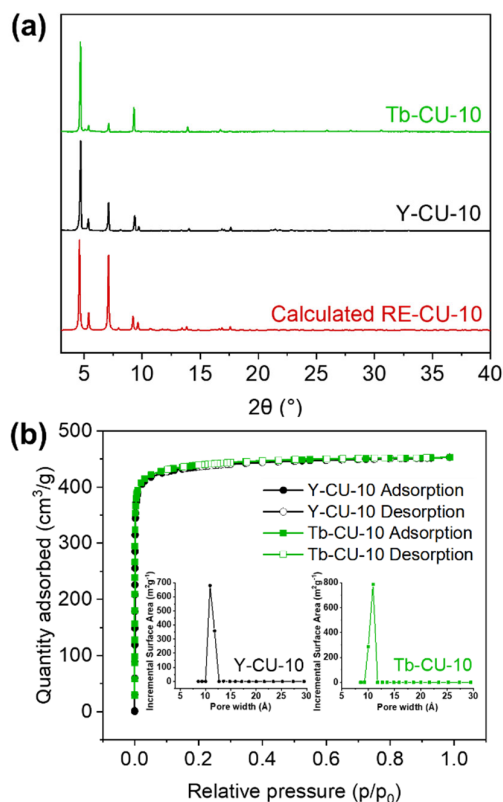 (a)
Tb-CU-10
Y-CU-10
Calculated RE-CU-10
5 10 15 20 25 30 35 40
2θ (°)
(b)
500
400
300
200
100
0
Quantity adsorbed (cm³/g)
Y-CU-10 Adsorption
Y-CU-10 Desorption
Tb-CU-10 Adsorption
Tb-CU-10 Desorption
700
600
500
400
300
200
100
0
Incremental Surface Area (m²g⁻¹)
Y-CU-10
5 10 15 20 25 30
Pore width (Å)
800
600
400
200
0
Incremental Surface Area (m²g⁻¹)
Tb-CU-10
5 10 15 20 25 30
Pore width (Å)
0.0 0.2 0.4 0.6 0.8 1.0
Relative pressure (p/p₀)